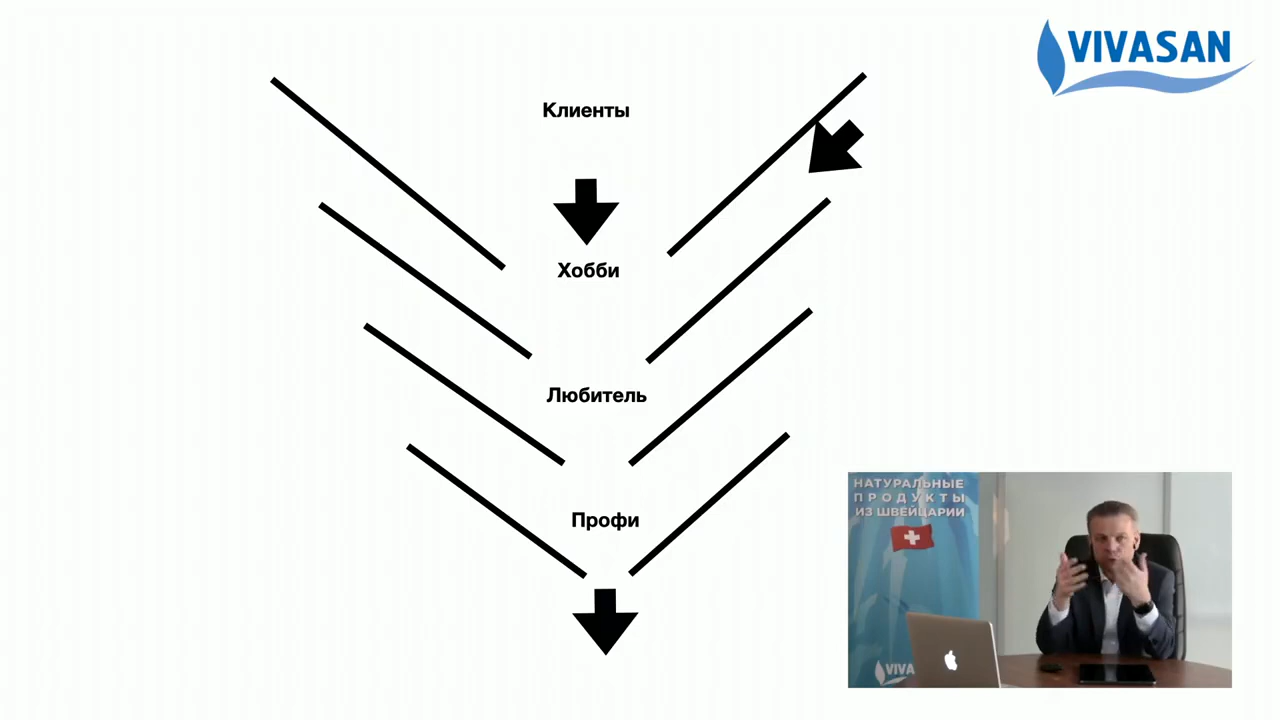 VIVASAN
Клиенты
Хобби
Любитель
Профи
НАТУРАЛЬНЫЕ
ПРОДУКТЫ
ИЗ ШВЕЙЦАРИИ